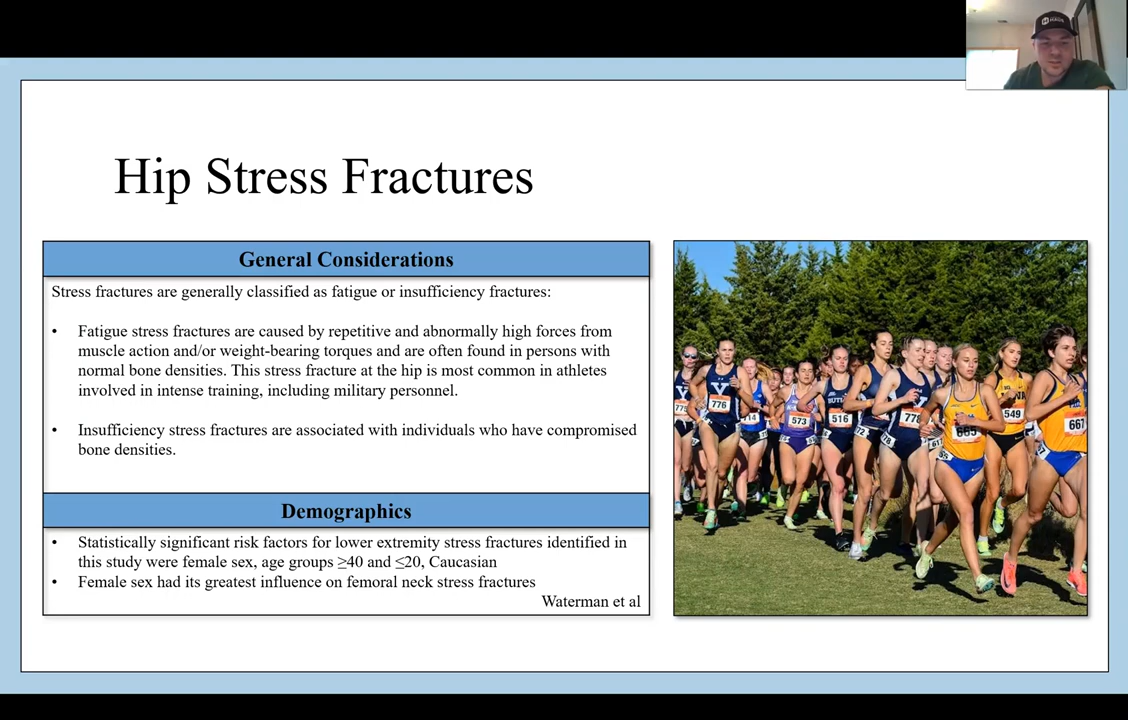 Hip Stress Fractures
General Considerations
Stress fractures are generally classified as fatigue or insufficiency fractures:
• Fatigue stress fractures are caused by repetitive and abnormally high forces from
muscle action and/or weight-bearing torques and are often found in persons with
normal bone densities. This stress fracture at the hip is most common in athletes
involved in intense training, including military personnel.
• Insufficiency stress fractures are associated with individuals who have compromised
bone densities.
Demographics
• Statistically significant risk factors for lower extremity stress fractures identified in
this study were female sex, age groups ≥40 and ≤20, Caucasian
• Female sex had its greatest influence on femoral neck stress fractures
Waterman et al
Y
776
573
516
778
665
549
667